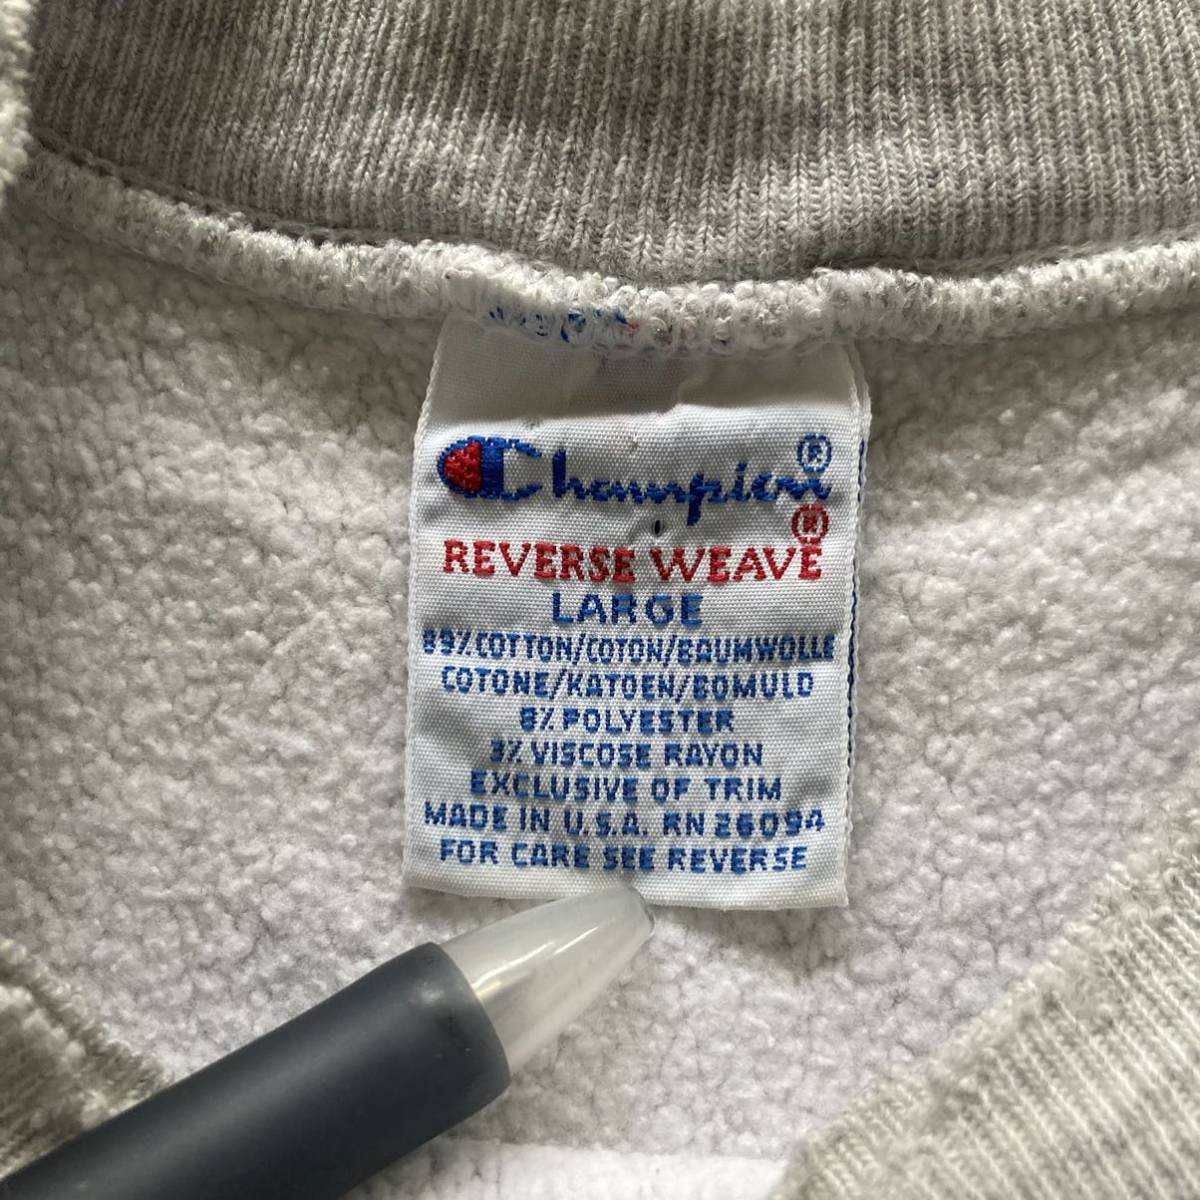 Champion®
REVERSE WEAVE®
LARGE
89% COTTON/COTON/BAUMWOLLE
COTONE/KATOEN/BOMULD
8% POLYESTER
3% VISCOSE RAYON
EXCLUSIVE OF TRIM
MADE IN U.S.A. RN 26094
FOR CARE SEE REVERSE